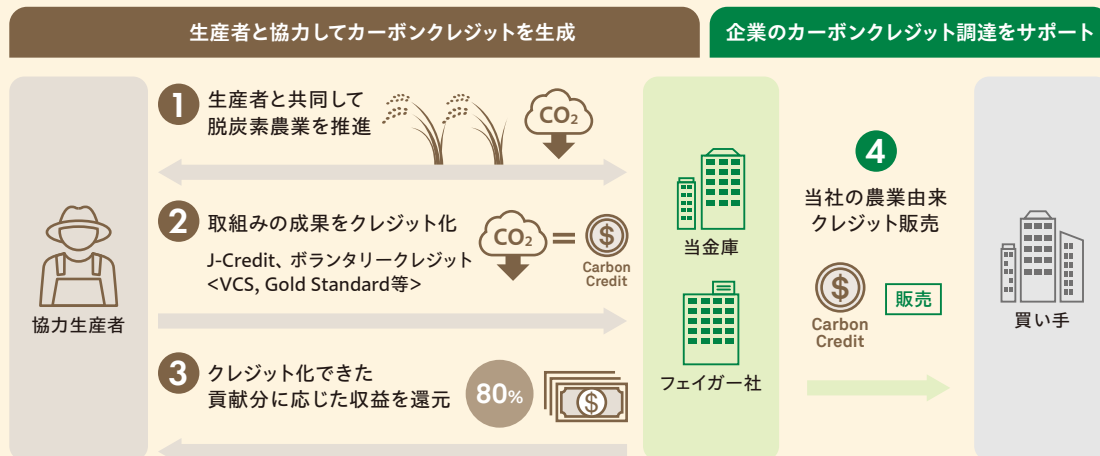 生産者と協力してカーボンクレジットを生成
企業のカーボンクレジット調達をサポート
協力生産者
1
生産者と共同して
脱炭素農業を推進
CO₂
2
取組みの成果をクレジット化
J-Credit、ボランタリークレジット
<VCS, Gold Standard等>
CO₂
=
$
Carbon
Credit
3
クレジット化できた
貢献分に応じた収益を還元
80%
$
当金庫
フェイガー社
4
当社の農業由来
クレジット販売
$
Carbon
Credit
販売
買い手